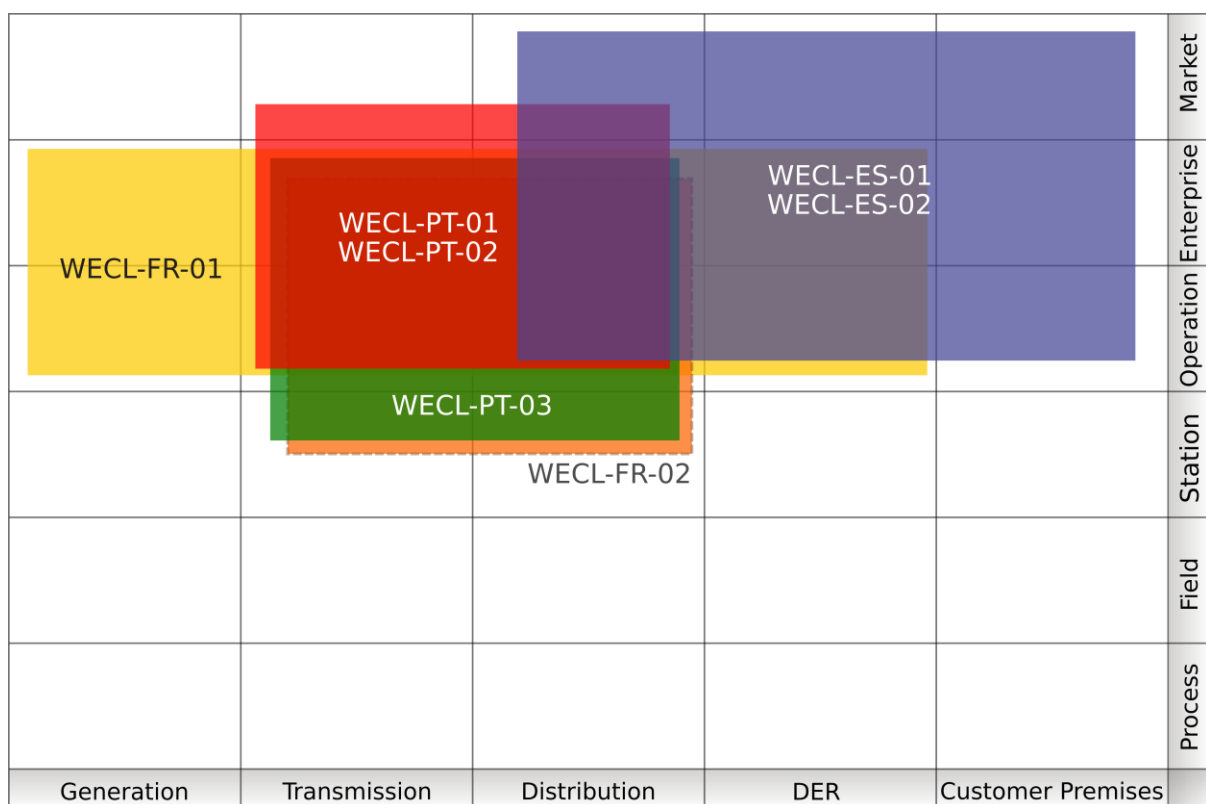 Market
Enterprise
WECL-ES-01
WECL-ES-02
WECL-PT-01
WECL-PT-02
WECL-FR-01
Operation
WECL-PT-03
WECL-FR-02
Station
Field
Process
Generation
Transmission
Distribution
DER
Customer Premises